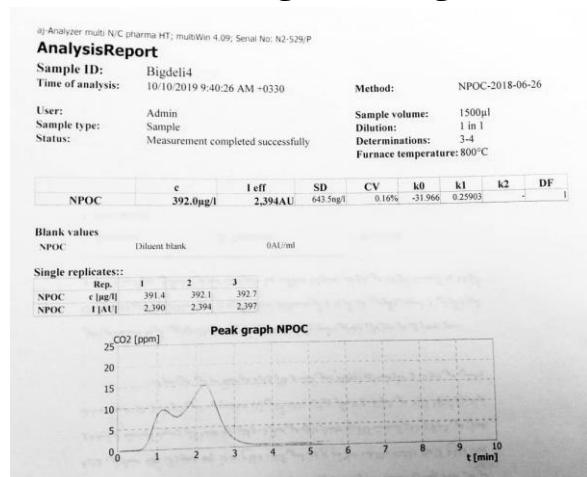 aj-Analyzer multi N/C pharma HT; multiWin 4.09; Serial No: N2-529/P
AnalysisReport
Sample ID: Bigdeli4
Time of analysis: 10/10/2019 9:40:26 AM +0330 Method: NPOC-2018-06-26
User: Admin Sample volume: 1500µl
Sample type: Sample Dilution: 1 in 1
Status: Measurement completed successfully Determinations: 3-4
Furnace temperature: 800°C
c I eff SD CV k0 k1 k2 DF
NPOC 392.0µg/l 2,394AU 643.5ng/l 0.16% -31.966 0.25903 - 1
Blank values
NPOC Diluent blank 0AU/ml
Single replicates::
Rep. 1 2 3
NPOC c [µg/l] 391.4 392.1 392.7
NPOC I [AU] 2,390 2,394 2,397
Peak graph NPOC
CO2 [ppm]
25
20
15
10
5
0
0 1 2 3 4 5 6 7 8 9 10
t [min]